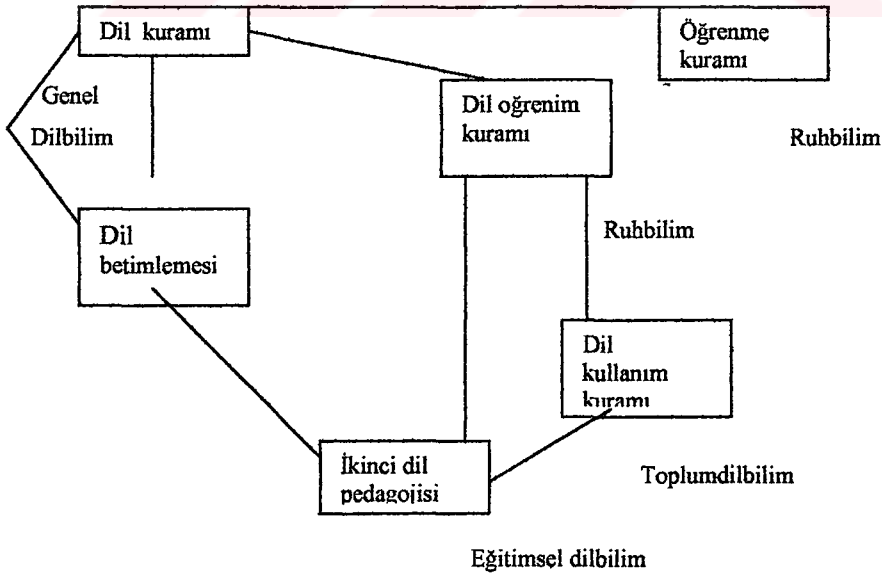 Dil kuramı
Öğrenme
kuramı
Genel
Dilbilim
Dil oğrenim
kuramı
Ruhbilim
Dil
betimlemesi
Ruhbilim
Dil
kullanım
kuramı
İkinci dil
pedagojisi
Toplumdilbilim
Eğitimsel dilbilim